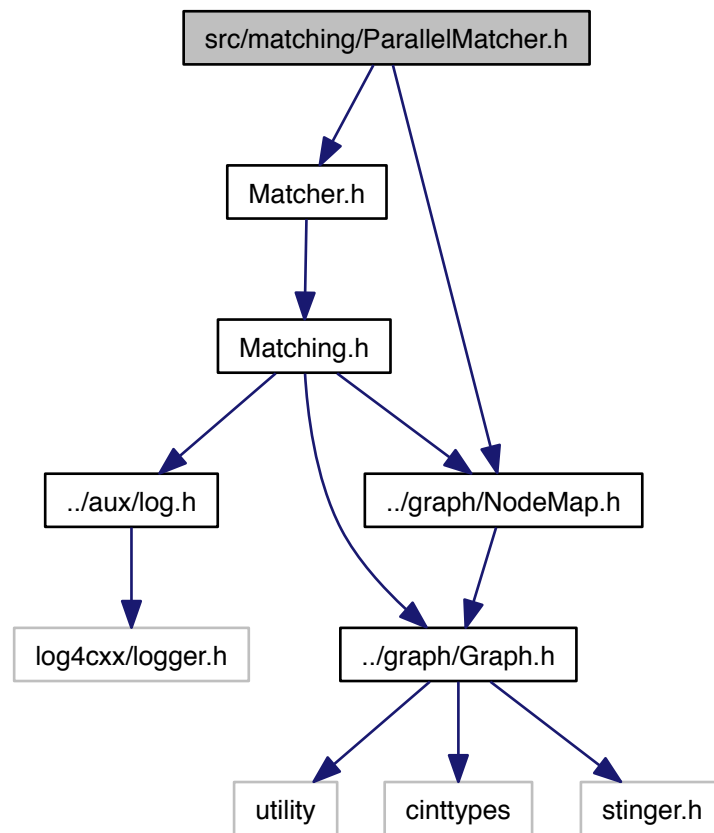 src/matching/ParallelMatcher.h
Matcher.h
Matching.h
../aux/log.h
../graph/NodeMap.h
log4cxx/logger.h
../graph/Graph.h
utility
cinttypes
stinger.h